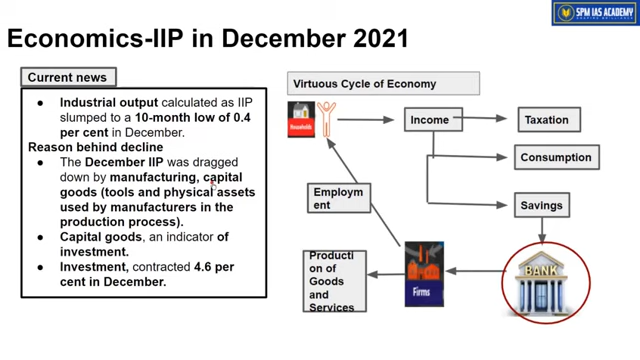 SPM IAS ACADEMY
Economics-IIP in December 2021
Current news
● Industrial output calculated as IIP
slumped to a 10-month low of 0.4
per cent in December.
Reason behind decline
● The December IIP was dragged
down by manufacturing, capital
goods (tools and physical assets
used by manufacturers in the
production process).
● Capital goods, an indicator of
investment.
● Investment, contracted 4.6 per
cent in December.
Virtuous Cycle of Economy
Households
Income
Taxation
Consumption
Savings
Employm
ent
Producti
on of
Goods
and
Services
Firms
BANK